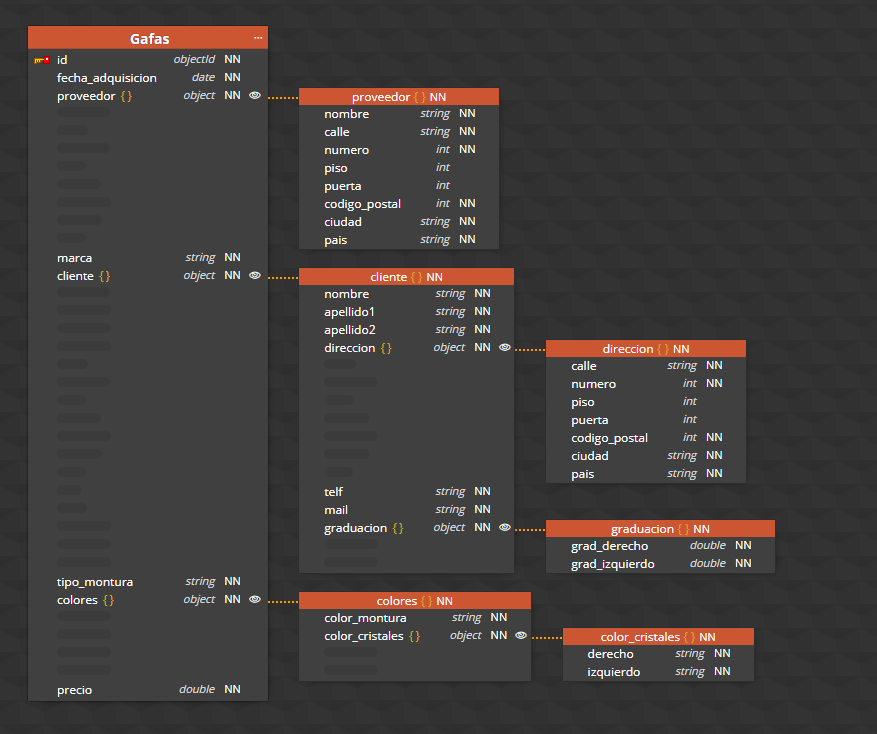 Gafas ...
id objectId NN
fecha_adquisicion date NN
proveedor {} object NN
marca string NN
cliente {} object NN
tipo_montura string NN
colores {} object NN
precio double NN
proveedor {} NN
nombre string NN
calle string NN
numero int NN
piso int
puerta int
codigo_postal int NN
ciudad string NN
pais string NN
cliente {} NN
nombre string NN
apellido1 string NN
apellido2 string NN
direccion {} object NN
telf string NN
mail string NN
graduacion {} object NN
direccion {} NN
calle string NN
numero int NN
piso int
puerta int
codigo_postal int NN
ciudad string NN
pais string NN
graduacion {} NN
grad_derecho double NN
grad_izquierdo double NN
colores {} NN
color_montura string NN
color_cristales {} object NN
color_cristales {} NN
derecho string NN
izquierdo string NN